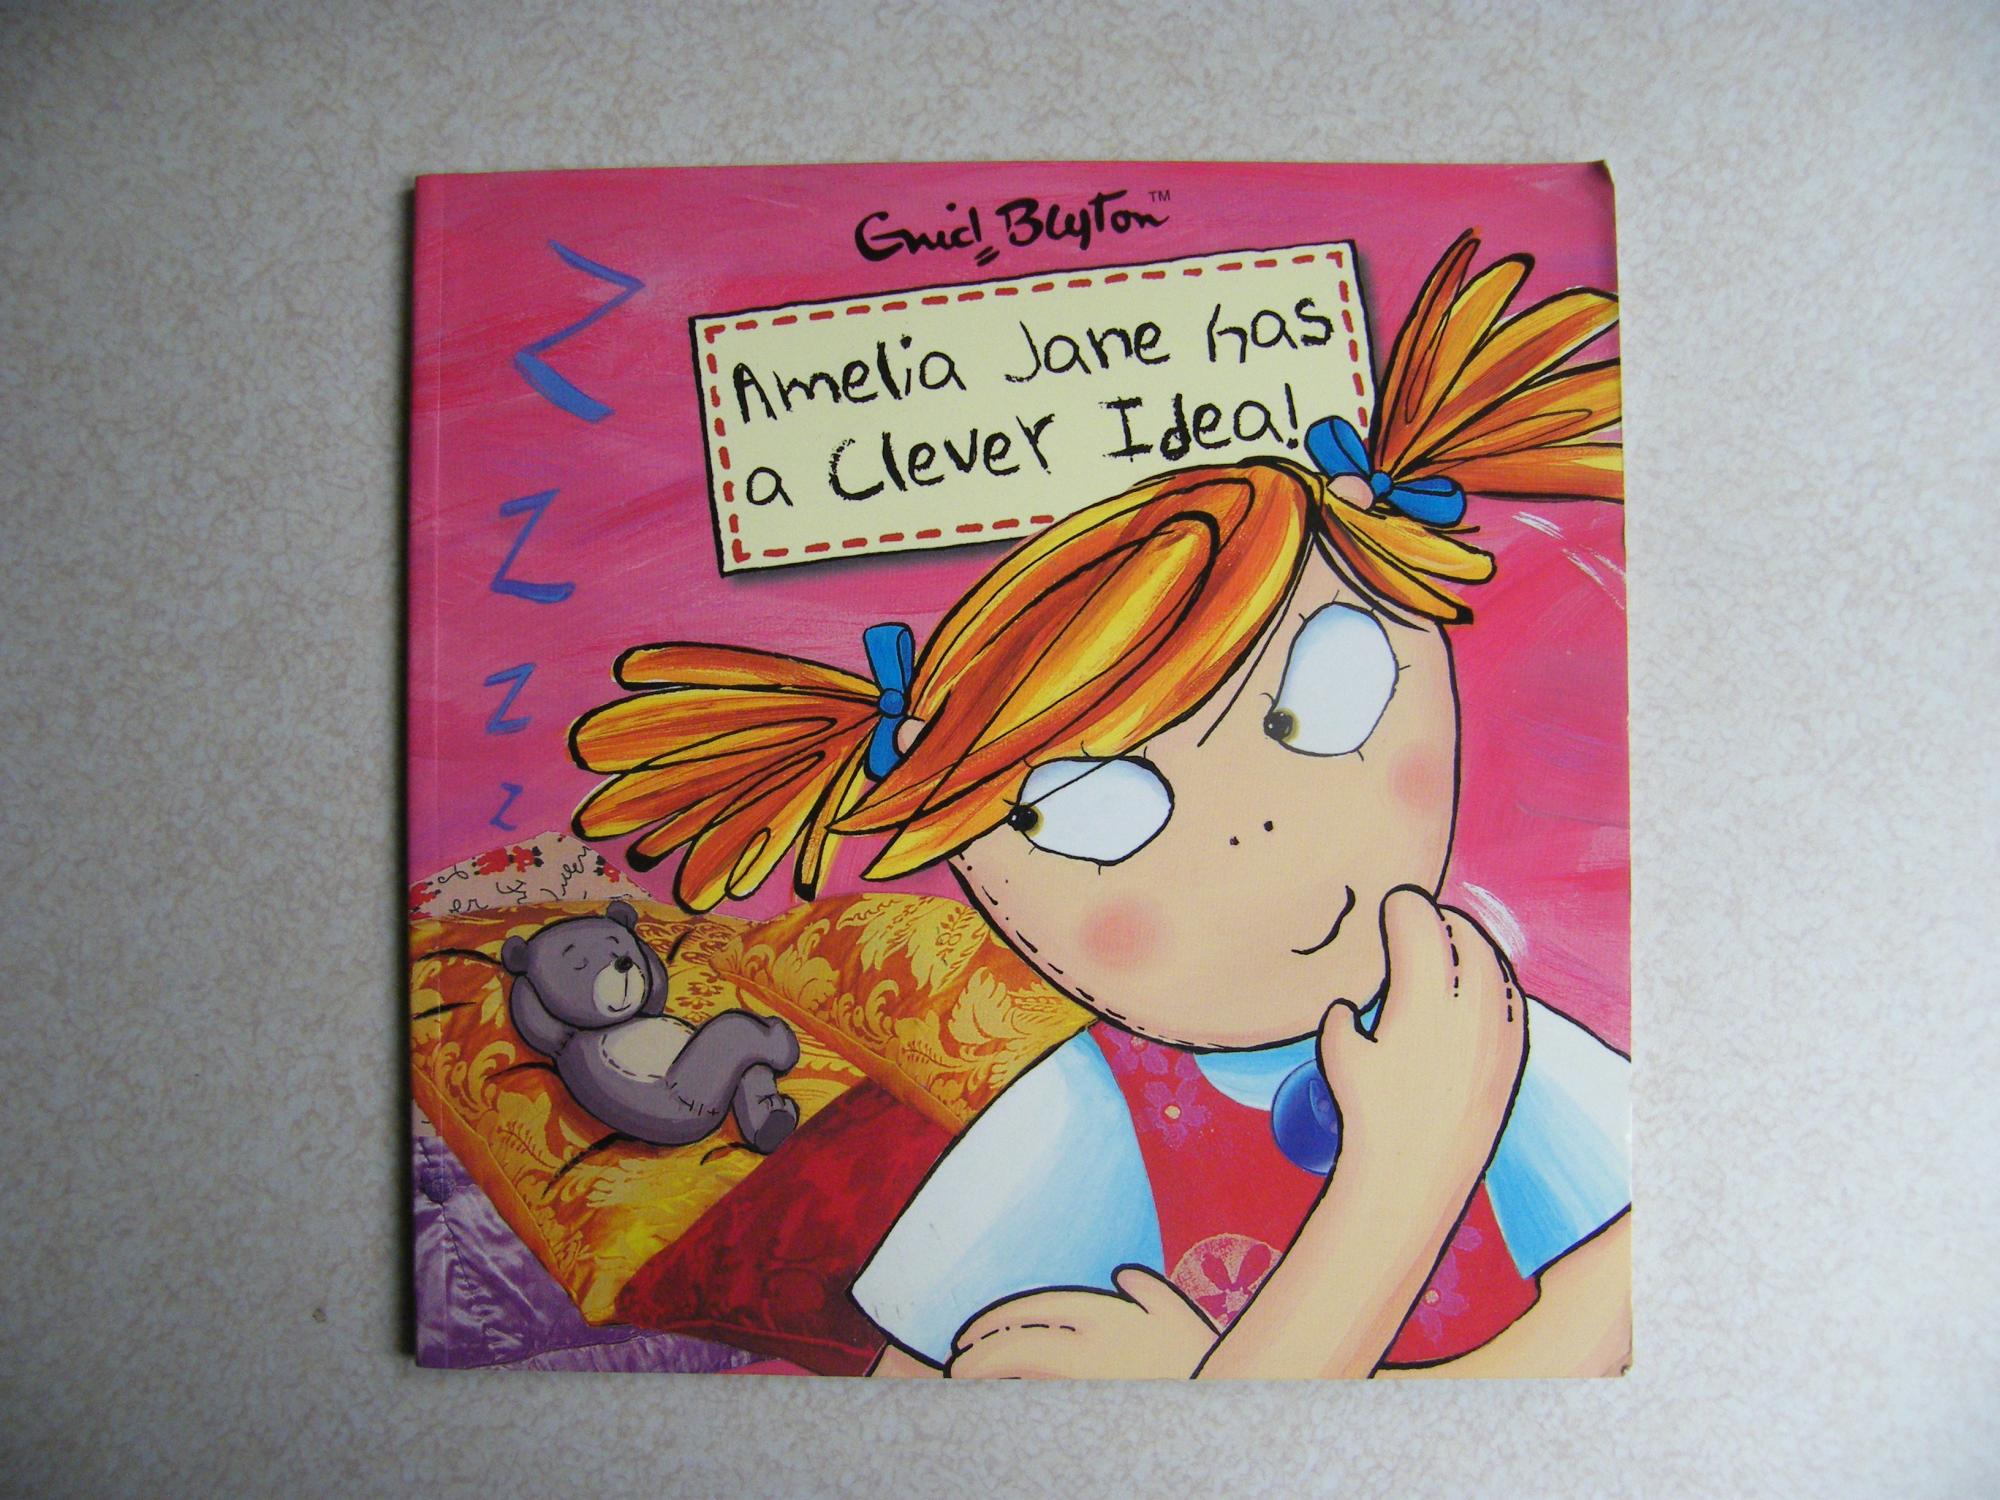 Enid Blyton™
Amelia Jane has
a Clever Idea!
Z
Z
Z
z